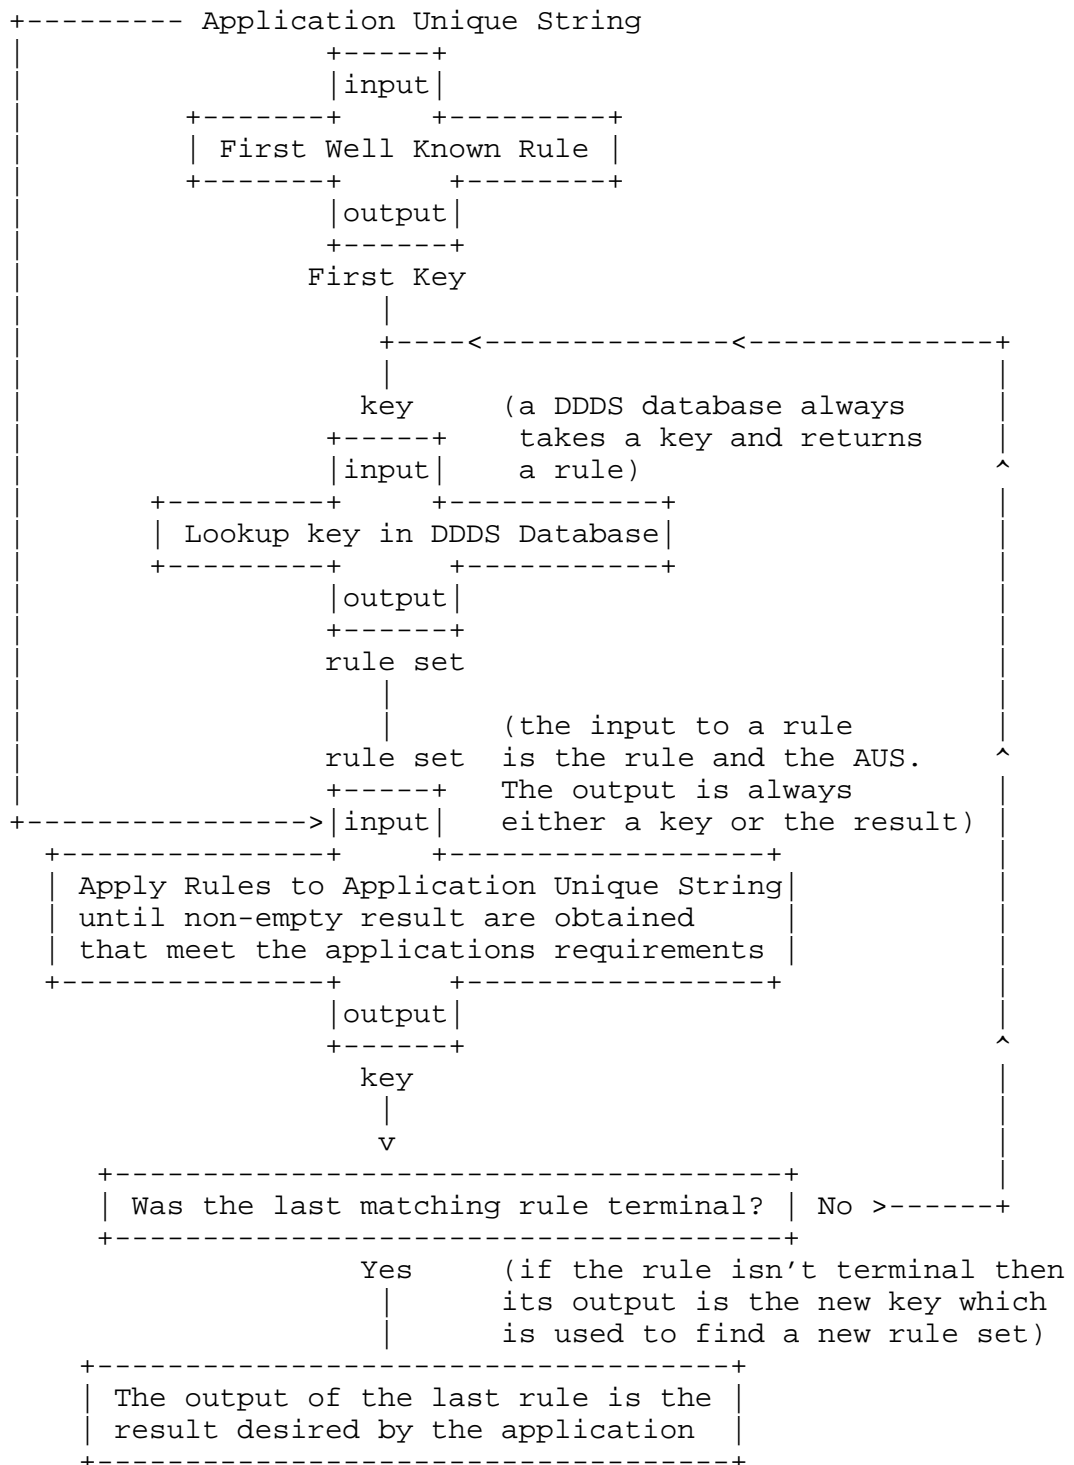 Application Unique String
input
First Well Known Rule
output
First Key
key (a DDDS database always
takes a key and returns
input a rule)
Lookup key in DDDS Database
output
rule set
(the input to a rule
rule set is the rule and the AUS.
The output is always
input either a key or the result)
Apply Rules to Application Unique String
until non-empty result are obtained
that meet the applications requirements
output
key
v
Was the last matching rule terminal? No >
Yes (if the rule isn't terminal then
its output is the new key which
is used to find a new rule set)
The output of the last rule is the
result desired by the application